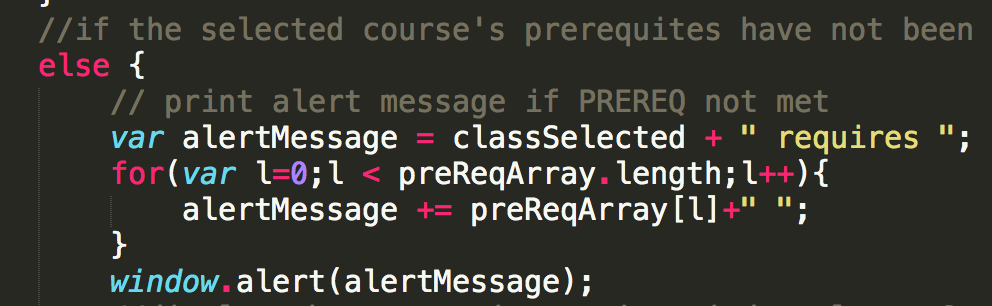 }
//if the selected course's prerequites have not been
else {
// print alert message if PREREQ not met
var alertMessage = classSelected + " requires ";
for(var l=0;l < preReqArray.length;l++){
alertMessage += preReqArray[l]+" ";
}
window.alert(alertMessage);